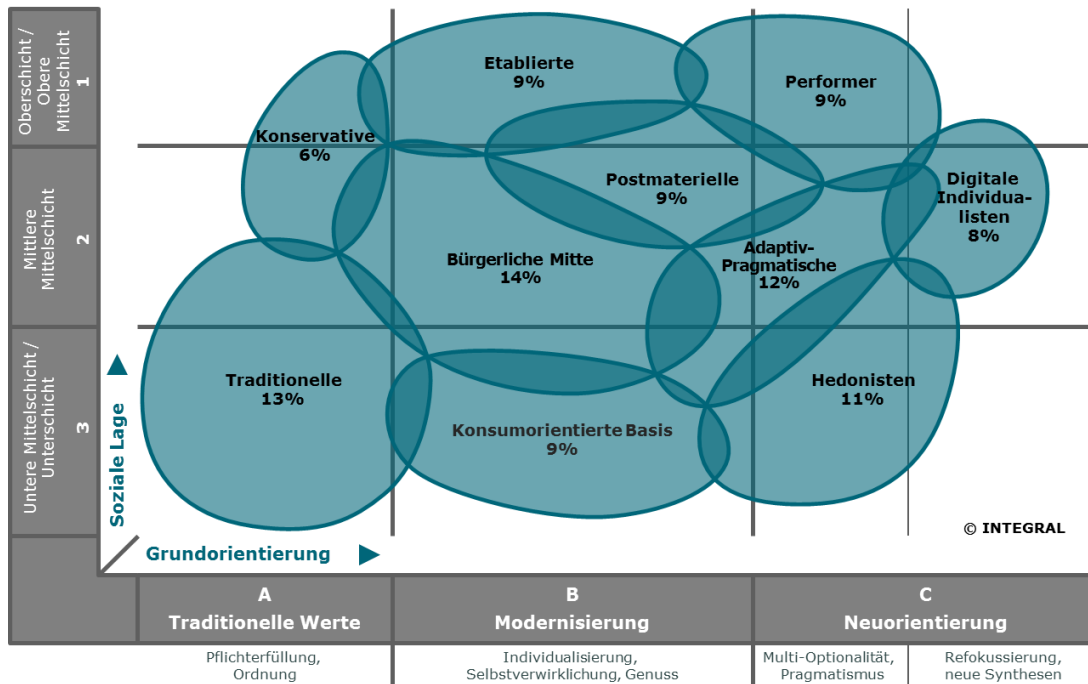 Oberschicht /
Obere
Mittelschicht
1
Mittlere
Mittelschicht
2
Untere Mittelschicht /
Unterschicht
3
Soziale Lage
Etablierte
9%
Performer
9%
Konservative
6%
Postmaterielle
9%
Digitale
Individua-
listen
8%
Bürgerliche Mitte
14%
Adaptiv-
Pragmatische
12%
Traditionelle
13%
Hedonisten
11%
Konsumorientierte Basis
9%
© INTEGRAL
Grundorientierung
A
Traditionelle Werte
B
Modernisierung
C
Neuorientierung
Pflichterfüllung,
Ordnung
Individualisierung,
Selbstverwirklichung, Genuss
Multi-Optionalität,
Pragmatismus
Refokussierung,
neue Synthesen